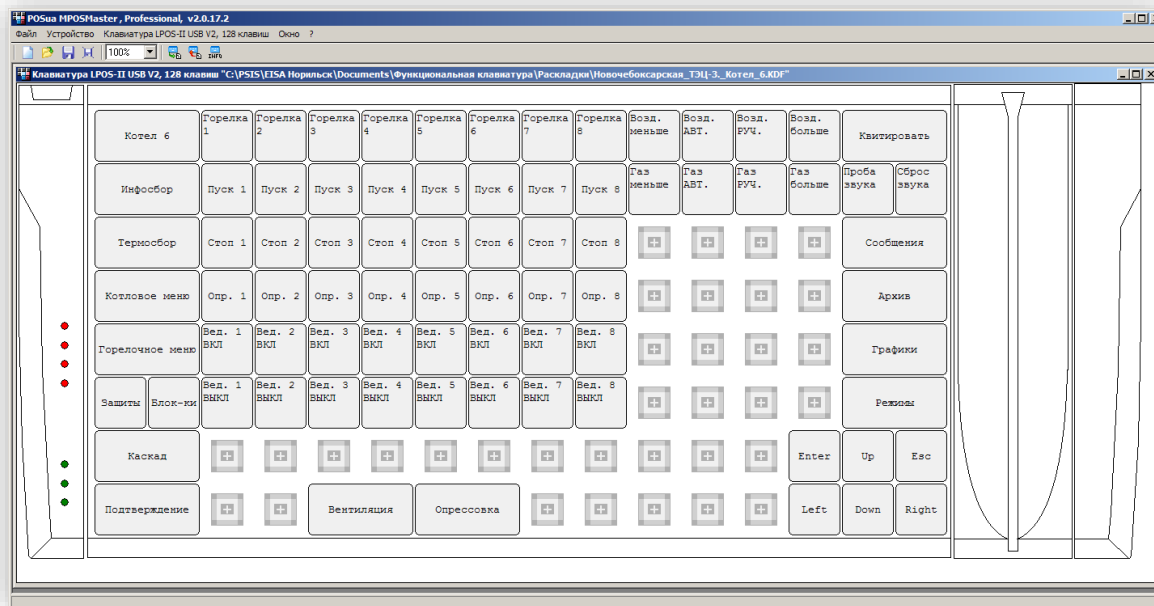 POSua MPOSMaster , Professional, v2.0.17.2
Файл Устройство Клавиатура LPOS-II USB V2, 128 клавиш Окно ?
100%
INFO
Клавиатура LPOS-II USB V2, 128 клавиш "C:\PSIS\EISA Норильск\Documents\Функциональная клавиатура\Раскладки\Новочебоксарская_ТЭЦ-3._Котел_6.KDF"
Котел 6 Горелка 1 Горелка 2 Горелка 3 Горелка 4 Горелка 5 Горелка 6 Горелка 7 Горелка 8 Возд. меньше Возд. АВТ. Возд. РУЧ. Возд. больше Квитировать
Инфосбор Пуск 1 Пуск 2 Пуск 3 Пуск 4 Пуск 5 Пуск 6 Пуск 7 Пуск 8 Газ меньше Газ АВТ. Газ РУЧ. Газ больше Проба звука Сброс звука
Термосбор Стоп 1 Стоп 2 Стоп 3 Стоп 4 Стоп 5 Стоп 6 Стоп 7 Стоп 8 Сообщения
Котловое меню Опр. 1 Опр. 2 Опр. 3 Опр. 4 Опр. 5 Опр. 6 Опр. 7 Опр. 8 Архив
Горелочное меню Вед. 1 ВКЛ Вед. 2 ВКЛ Вед. 3 ВКЛ Вед. 4 ВКЛ Вед. 5 ВКЛ Вед. 6 ВКЛ Вед. 7 ВКЛ Вед. 8 ВКЛ Графики
Защиты Блок-ки Вед. 1 ВЫКЛ Вед. 2 ВЫКЛ Вед. 3 ВЫКЛ Вед. 4 ВЫКЛ Вед. 5 ВЫКЛ Вед. 6 ВЫКЛ Вед. 7 ВЫКЛ Вед. 8 ВЫКЛ Режимы
Каскад Enter Up Esc
Подтверждение Вентиляция Опрессовка Left Down Right